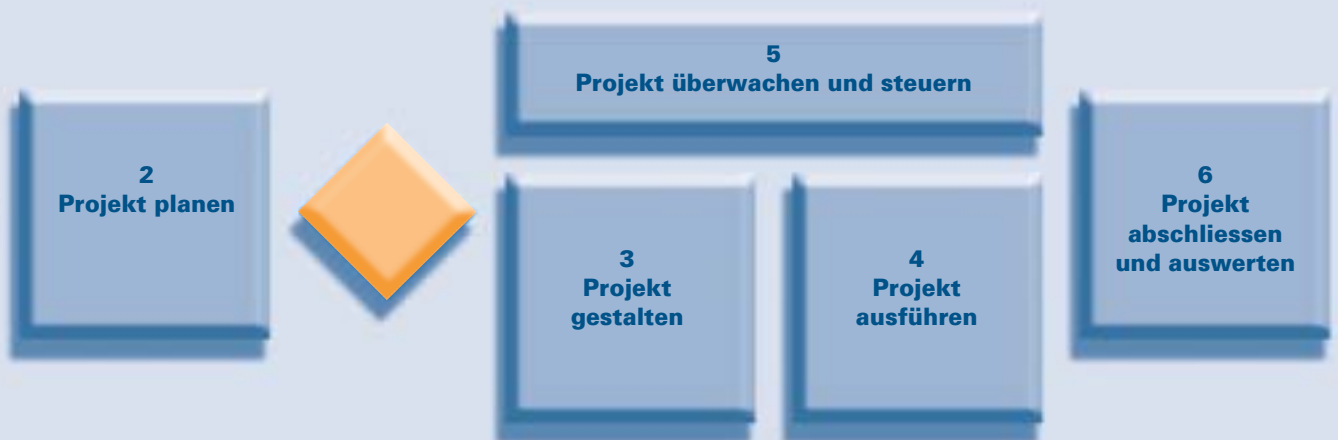 2
Projekt planen
5
Projekt überwachen und steuern
3
Projekt
gestalten
4
Projekt
ausführen
6
Projekt
abschliessen
und auswerten